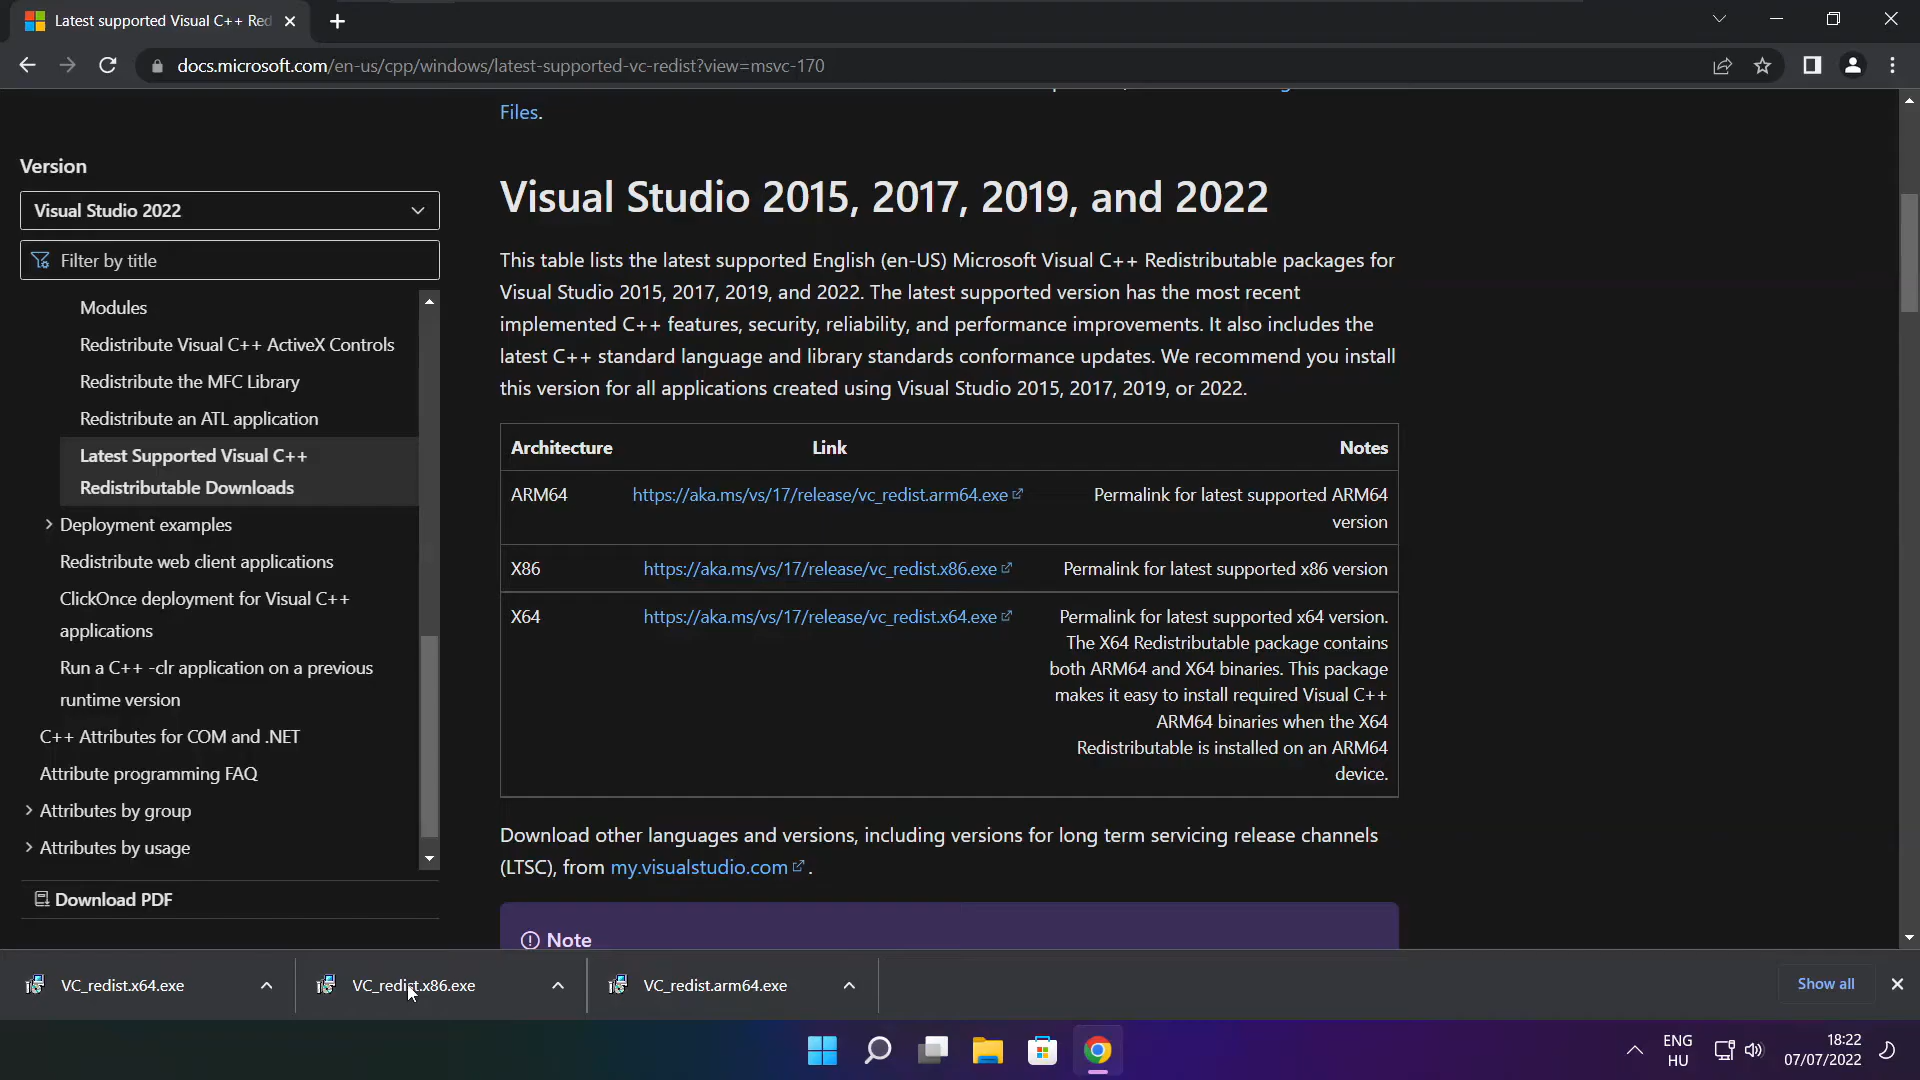 Latest supported Visual C++ Red
docs.microsoft.com/en-us/cpp/windows/latest-supported-vc-redist?view=msvc-170
Files.
Version
Visual Studio 2022
Filter by title
Modules
Redistribute Visual C++ ActiveX Controls
Redistribute the MFC Library
Redistribute an ATL application
Latest Supported Visual C++
Redistributable Downloads
Deployment examples
Redistribute web client applications
ClickOnce deployment for Visual C++
applications
Run a C++ -clr application on a previous
runtime version
C++ Attributes for COM and .NET
Attribute programming FAQ
Attributes by group
Attributes by usage
Download PDF
Visual Studio 2015, 2017, 2019, and 2022
This table lists the latest supported English (en-US) Microsoft Visual C++ Redistributable packages for
Visual Studio 2015, 2017, 2019, and 2022. The latest supported version has the most recent
implemented C++ features, security, reliability, and performance improvements. It also includes the
latest C++ standard language and library standards conformance updates. We recommend you install
this version for all applications created using Visual Studio 2015, 2017, 2019, or 2022.
Architecture Link Notes
ARM64 https://aka.ms/vs/17/release/vc_redist.arm64.exe Permalink for latest supported ARM64
version
X86 https://aka.ms/vs/17/release/vc_redist.x86.exe Permalink for latest supported x86 version
X64 https://aka.ms/vs/17/release/vc_redist.x64.exe Permalink for latest supported x64 version.
The X64 Redistributable package contains
both ARM64 and X64 binaries. This package
makes it easy to install required Visual C++
ARM64 binaries when the X64
Redistributable is installed on an ARM64
device.
Download other languages and versions, including versions for long term servicing release channels
(LTSC), from my.visualstudio.com .
Note
VC_redist.x64.exe
VC_redist.x86.exe
VC_redist.arm64.exe
Show all
ENG
HU
18:22
07/07/2022